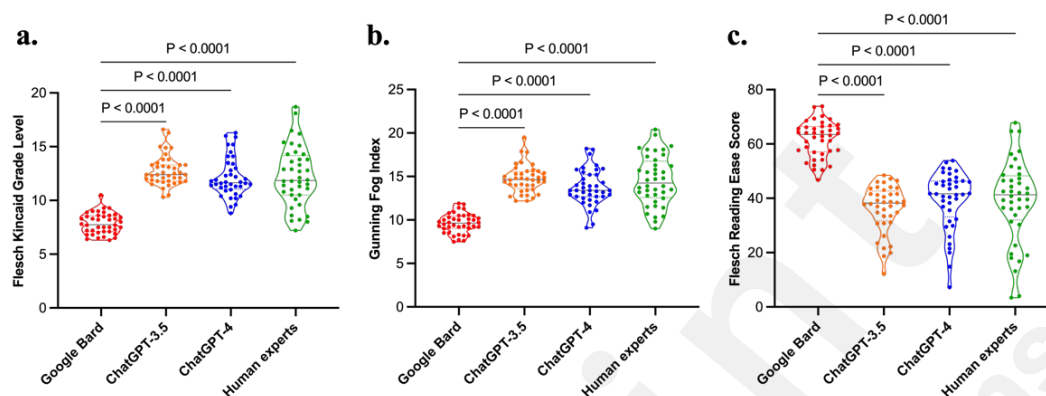 a.
P < 0.0001
P < 0.0001
P < 0.0001
Flesch Kincaid Grade Level
20
15
10
5
0
Google Bard
ChatGPT-3.5
ChatGPT-4
Human experts
b.
P < 0.0001
P < 0.0001
P < 0.0001
Gunning Fog Index
25
20
15
10
5
0
Google Bard
ChatGPT-3.5
ChatGPT-4
Human experts
c.
P < 0.0001
P < 0.0001
P < 0.0001
Flesch Reading Ease Score
80
60
40
20
0
Google Bard
ChatGPT-3.5
ChatGPT-4
Human experts